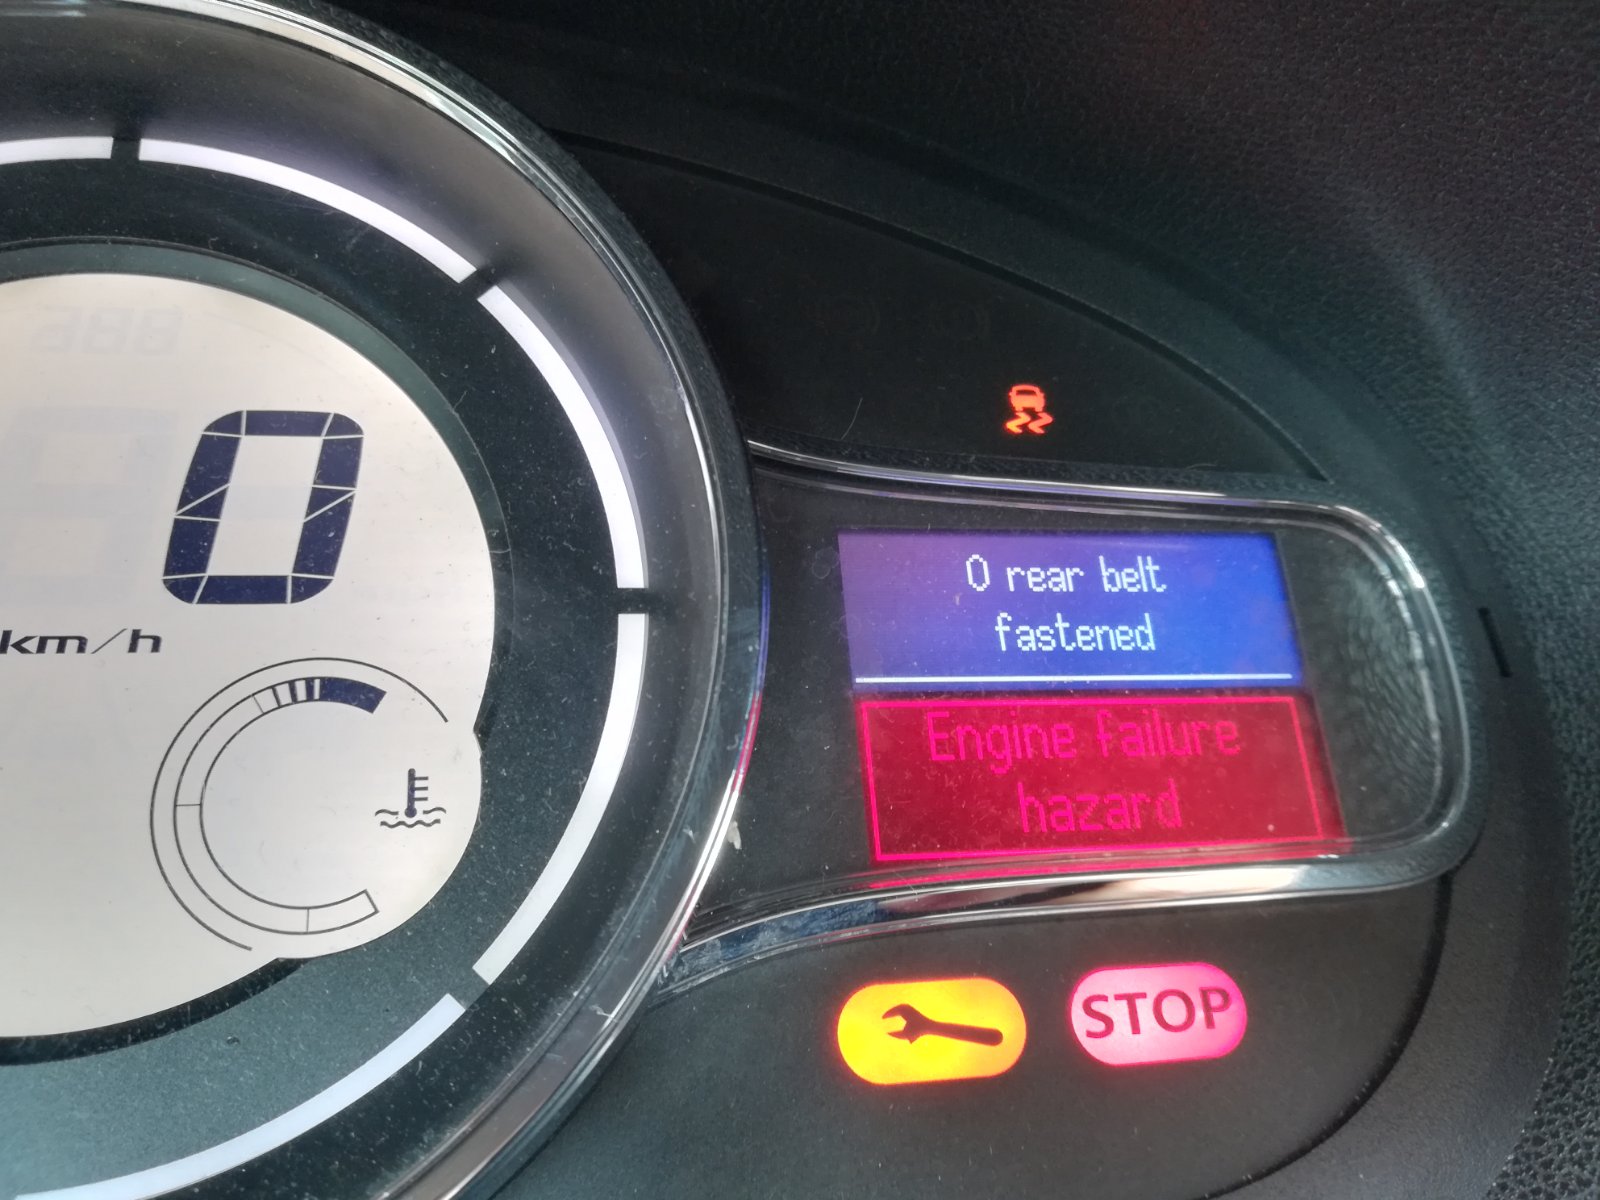 0
km/h
0 rear belt
fastened
Engine failure
hazard
STOP